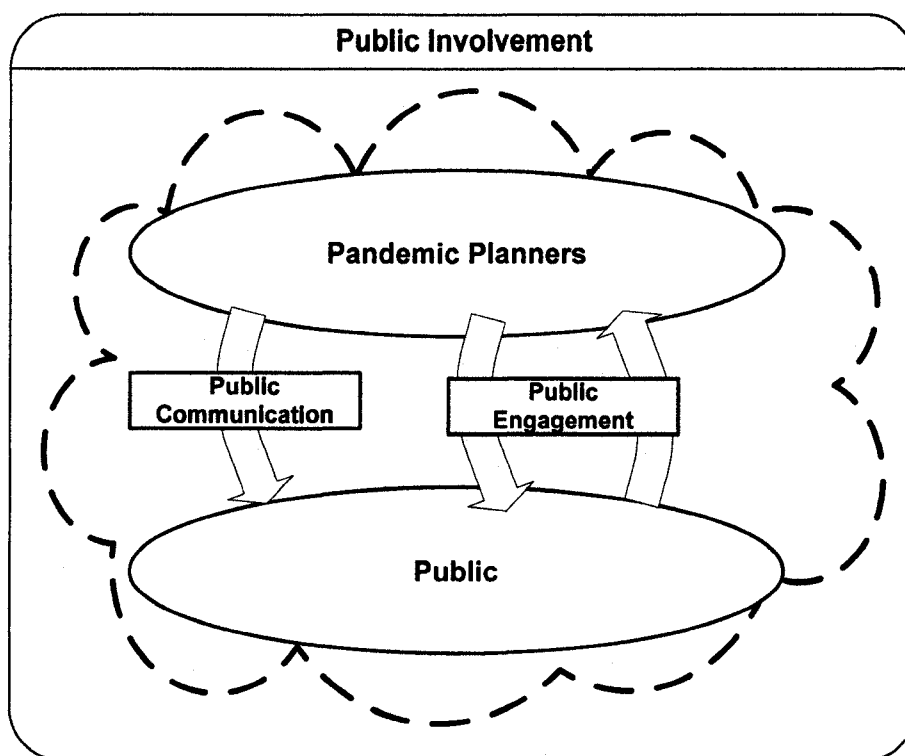 Public Involvement
Pandemic Planners
Public
Communication
Public
Engagement
Public